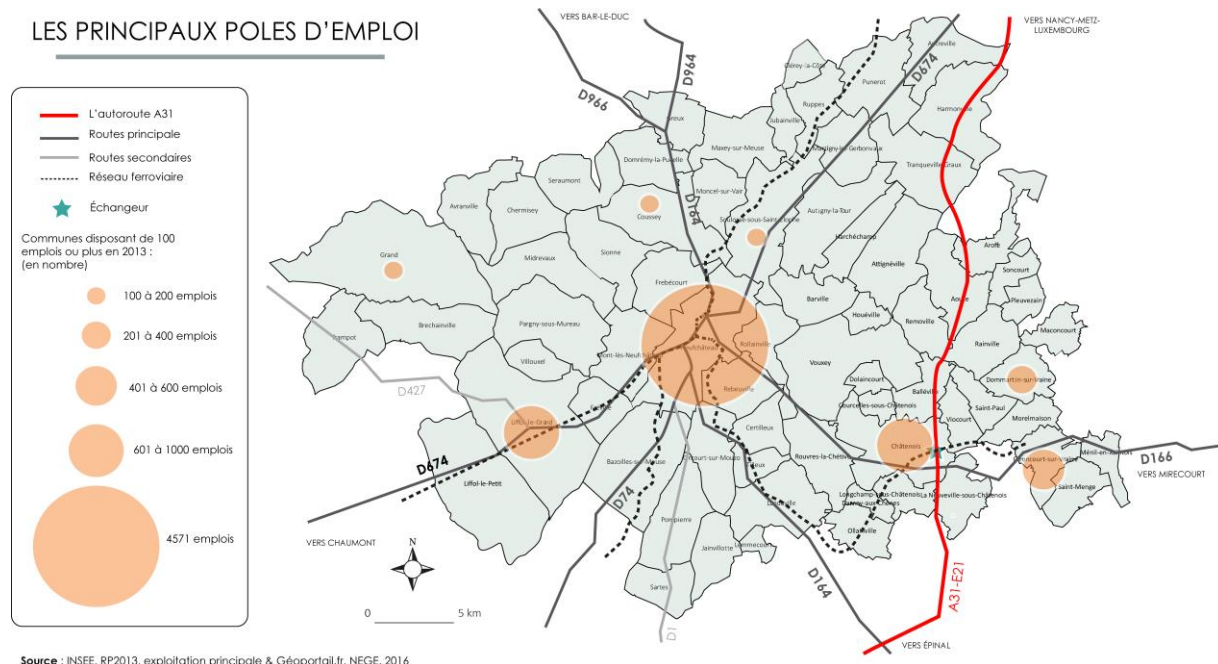 LES PRINCIPAUX POLES D'EMPLOI
L'autoroute A31
Routes principale
Routes secondaires
Réseau ferroviaire
Échangeur
Communes disposant de 100
emplois ou plus en 2013 :
(en nombre)
100 à 200 emplois
201 à 400 emplois
401 à 600 emplois
601 à 1000 emplois
4571 emplois
VERS BAR-LE-DUC
VERS NANCY-METZ-
LUXEMBOURG
D964
D966
D674
Punerot
Ruppes
Jubainville
Harmonville
Tranqueville-Graux
Domrémy-la-Pucelle
Maxey-sur-Meuse
Moncel-sur-Vair
D164
Seraumont
Avranville
Chermisey
Coussey
Autigny-la-Tour
Harchéchamp
Sionne
Midrevaux
Grand
Attignéville
Aroffe
Soncourt
Pleuvezain
Maconcourt
Frebécourt
Barville
Houéville
Removille
Rainville
Brechainville
Pargny-sous-Mureau
Villouxel
Rollainville
Vouxey
Rebeuville
Dolaincourt
Balléville
Courcelles-sous-Châtenois
Dommartin-sur-Vraine
Saint-Paul
Viocourt
Morelmaison
D427
Liffol-le-Grand
Certilleux
Châtenois
D674
Liffol-le-Petit
Bazoilles-sur-Meuse
D166
VERS MIRECOURT
Saint-Menge
Longchamp-sous-Châtenois
La Neuveville-sous-Châtenois
Ollainville
D74
Pompierre
Jainvillotte
Sartes
D164
D1
A31-E21
VERS CHAUMONT
VERS ÉPINAL
N
0 5 km
Source : INSEE, RP2013, exploitation principale & Géoportail.fr, NEGE, 2016